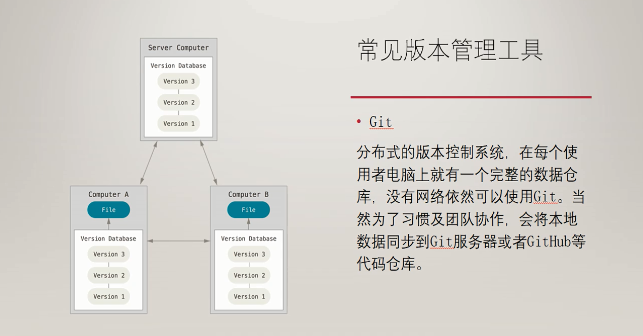 Server Computer
Version Database
Version 3
Version 2
Version 1
Computer A
File
Version Database
Version 3
Version 2
Version 1
Computer B
File
Version Database
Version 3
Version 2
Version 1
常见版本管理工具
• Git
分布式的版本控制系统，在每个使
用者电脑上就有一个完整的数据仓
库，没有网络依然可以使用Git。当
然为了习惯及团队协作，会将本地
数据同步到Git服务器或者GitHub等
代码仓库。